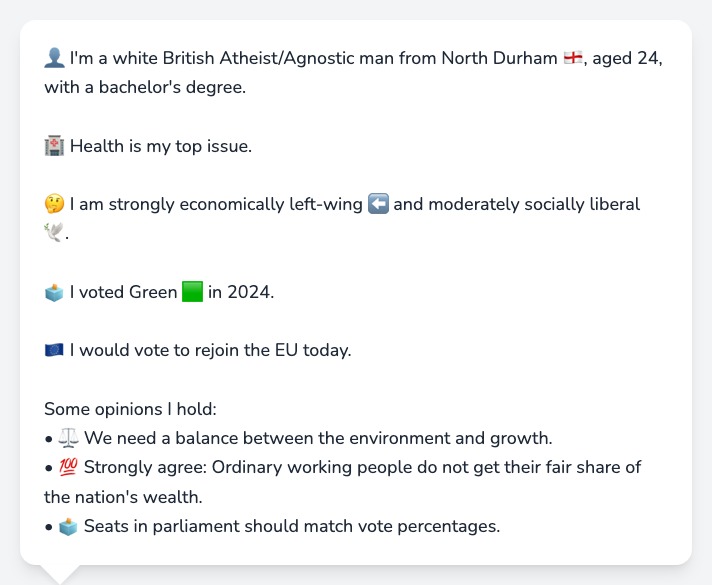 👤 I'm a white British Atheist/Agnostic man from North Durham 🏴󠁧󠁢󠁥󠁮󠁧󠁿, aged 24,
with a bachelor's degree.
🏥 Health is my top issue.
🤔 I am strongly economically left-wing ⬅️ and moderately socially liberal
🕊️.
🗳️ I voted Green 🟩 in 2024.
🇪🇺 I would vote to rejoin the EU today.
Some opinions I hold:
• ⚖️ We need a balance between the environment and growth.
• 💯 Strongly agree: Ordinary working people do not get their fair share of
the nation's wealth.
• 🗳️ Seats in parliament should match vote percentages.